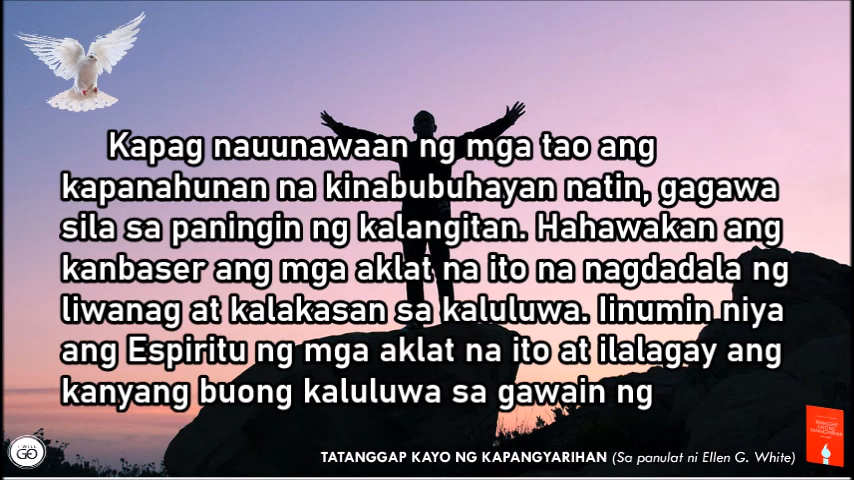 Kapag nauunawaan ng mga tao ang
kapanahunan na kinabubuhayan natin, gagawa
sila sa paningin ng kalangitan. Hahawakan ang
kanbaser ang mga aklat na ito na nagdadala ng
liwanag at kalakasan sa kaluluwa. Iinumin niya
ang Espiritu ng mga aklat na ito at ilalagay ang
kanyang buong kaluluwa sa gawain ng
I WILL
GO
TATANGGAP KAYO NG KAPANGYARIHAN (Sa panulat ni Ellen G. White)